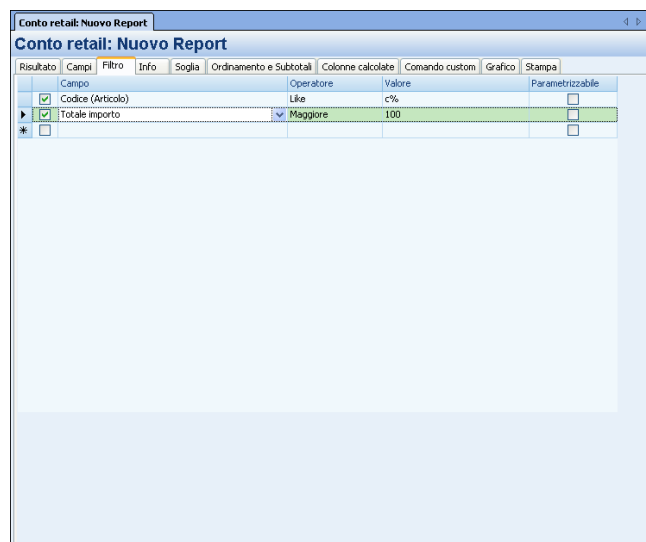 Conto retail: Nuovo Report
Conto retail: Nuovo Report
Risultato Campi Filtro Info Soglia Ordinamento e Subtotali Colonne calcolate Comando custom Grafico Stampa
Campo Operatore Valore Parametrizzabile
Codice (Articolo) Like c%
Totale importo Maggiore 100